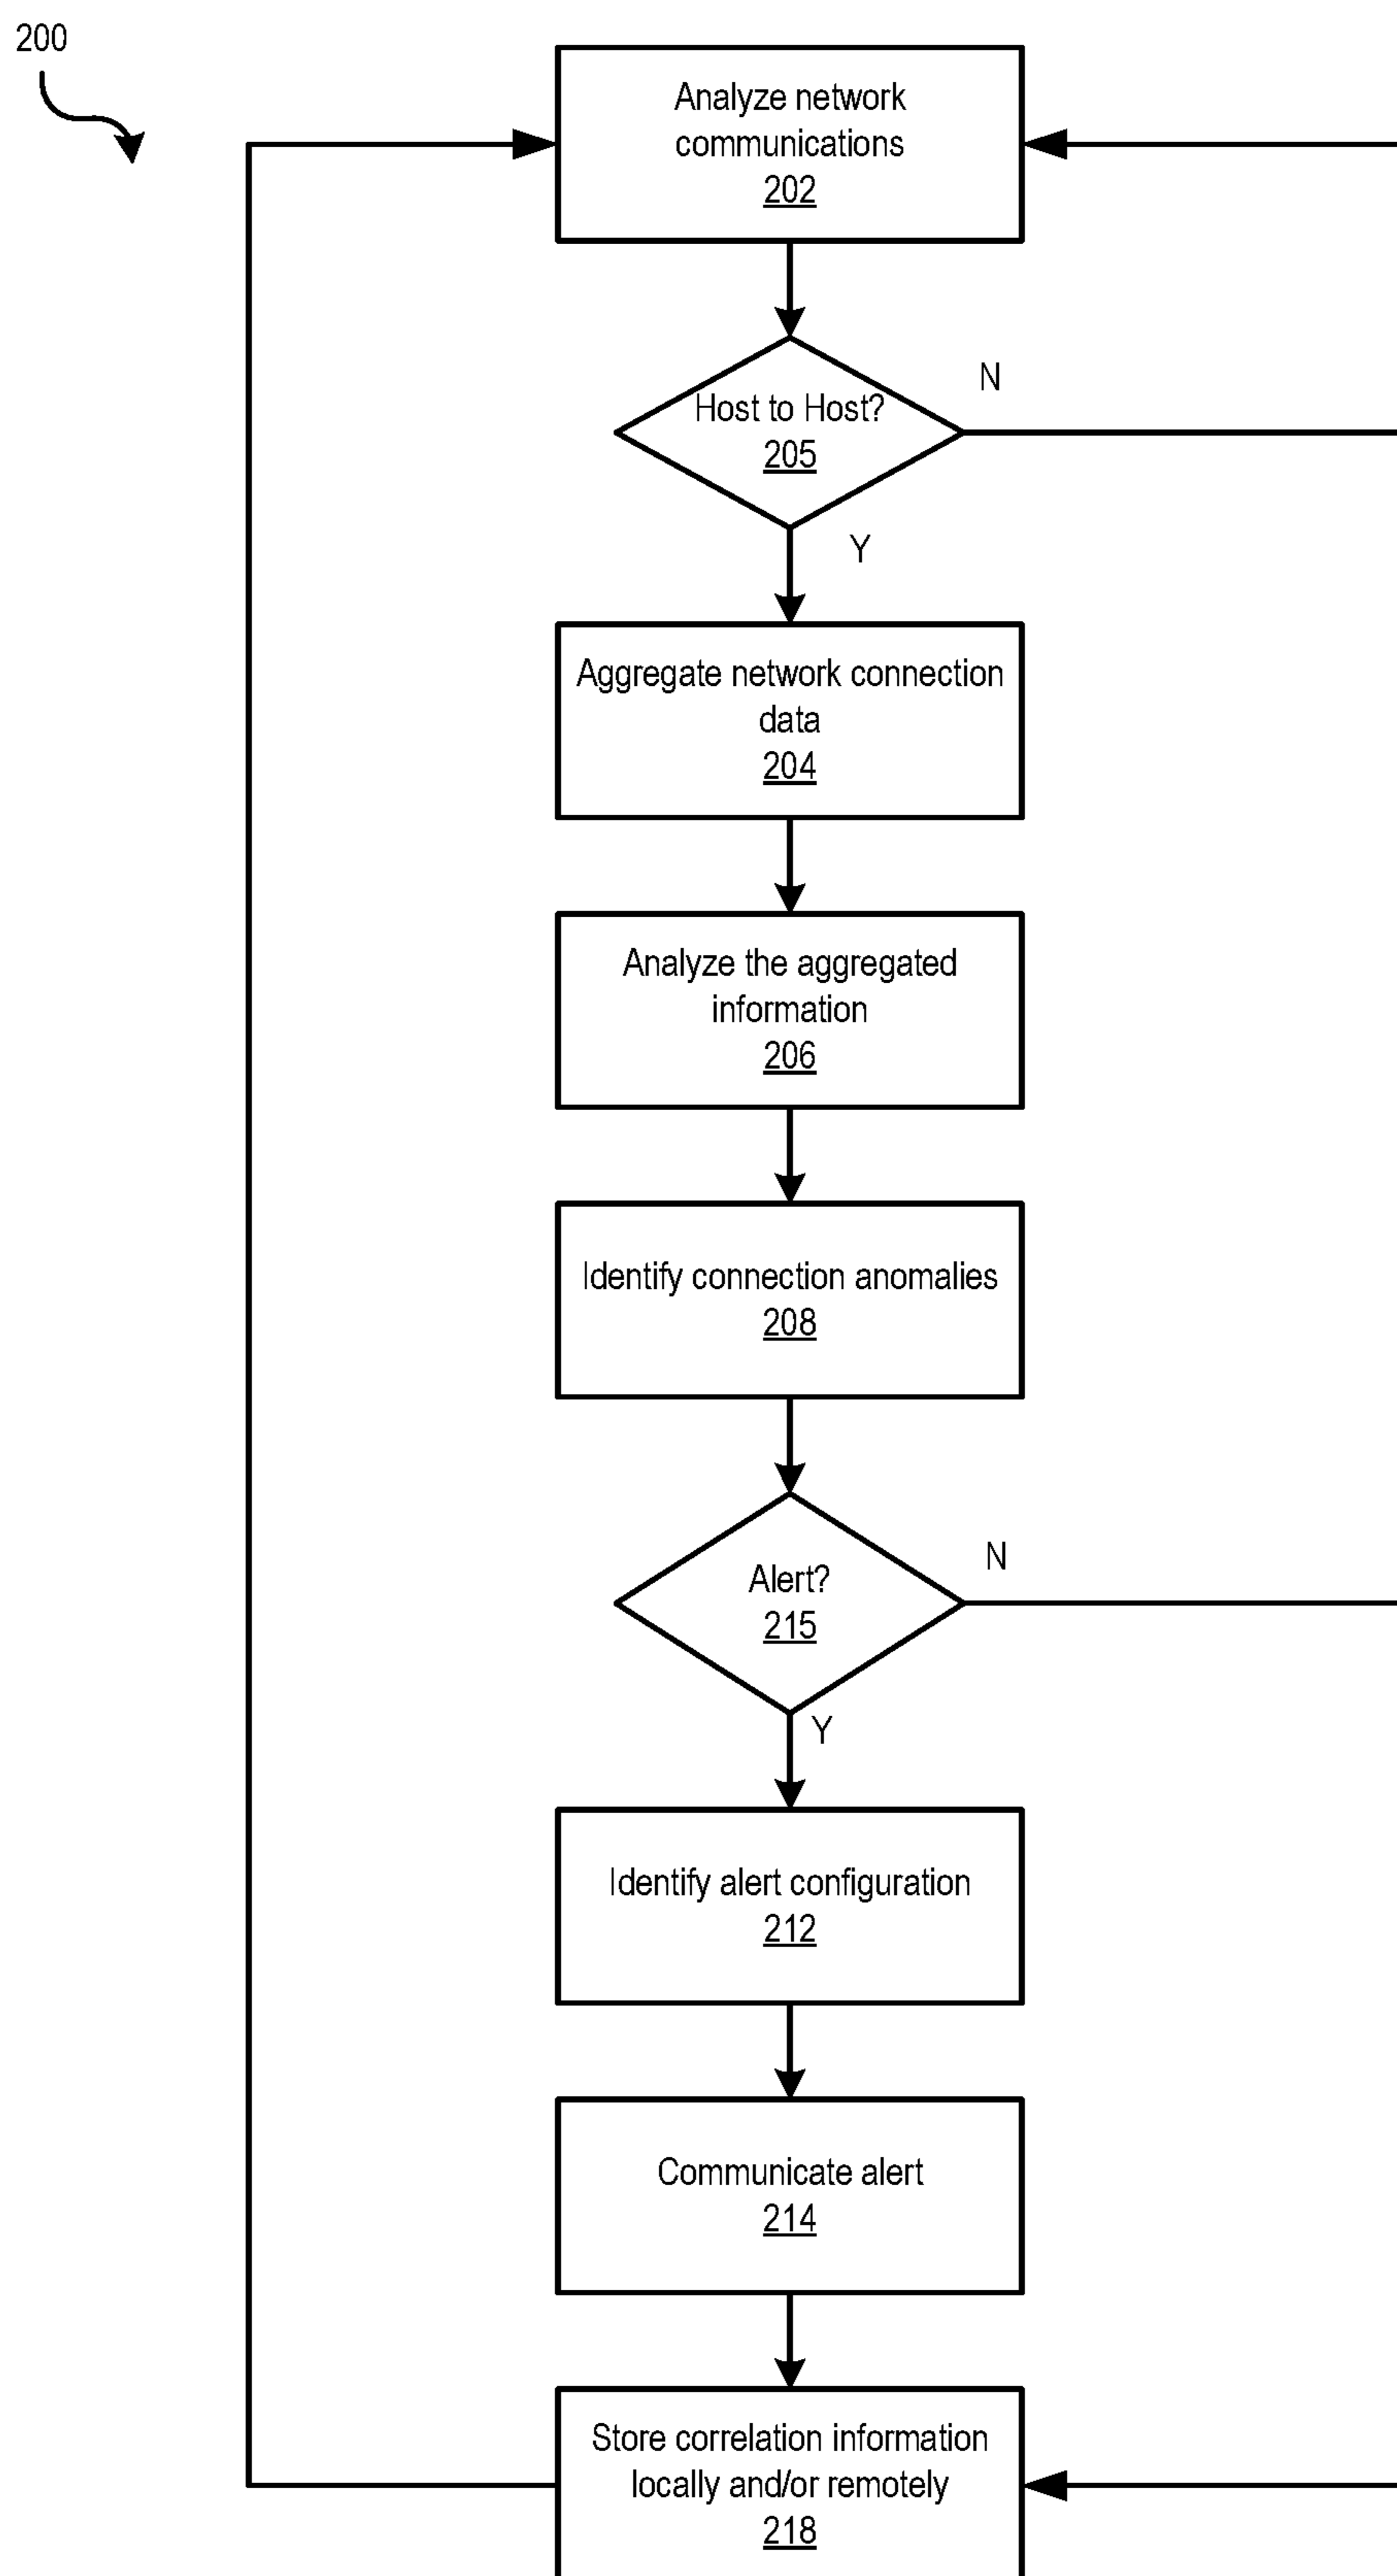 200
Analyze network
communications
202
Host to Host?
205
N
Y
Aggregate network connection
data
204
Analyze the aggregated
information
206
Identify connection anomalies
208
Alert?
215
N
Y
Identify alert configuration
212
Communicate alert
214
Store correlation information
locally and/or remotely
218